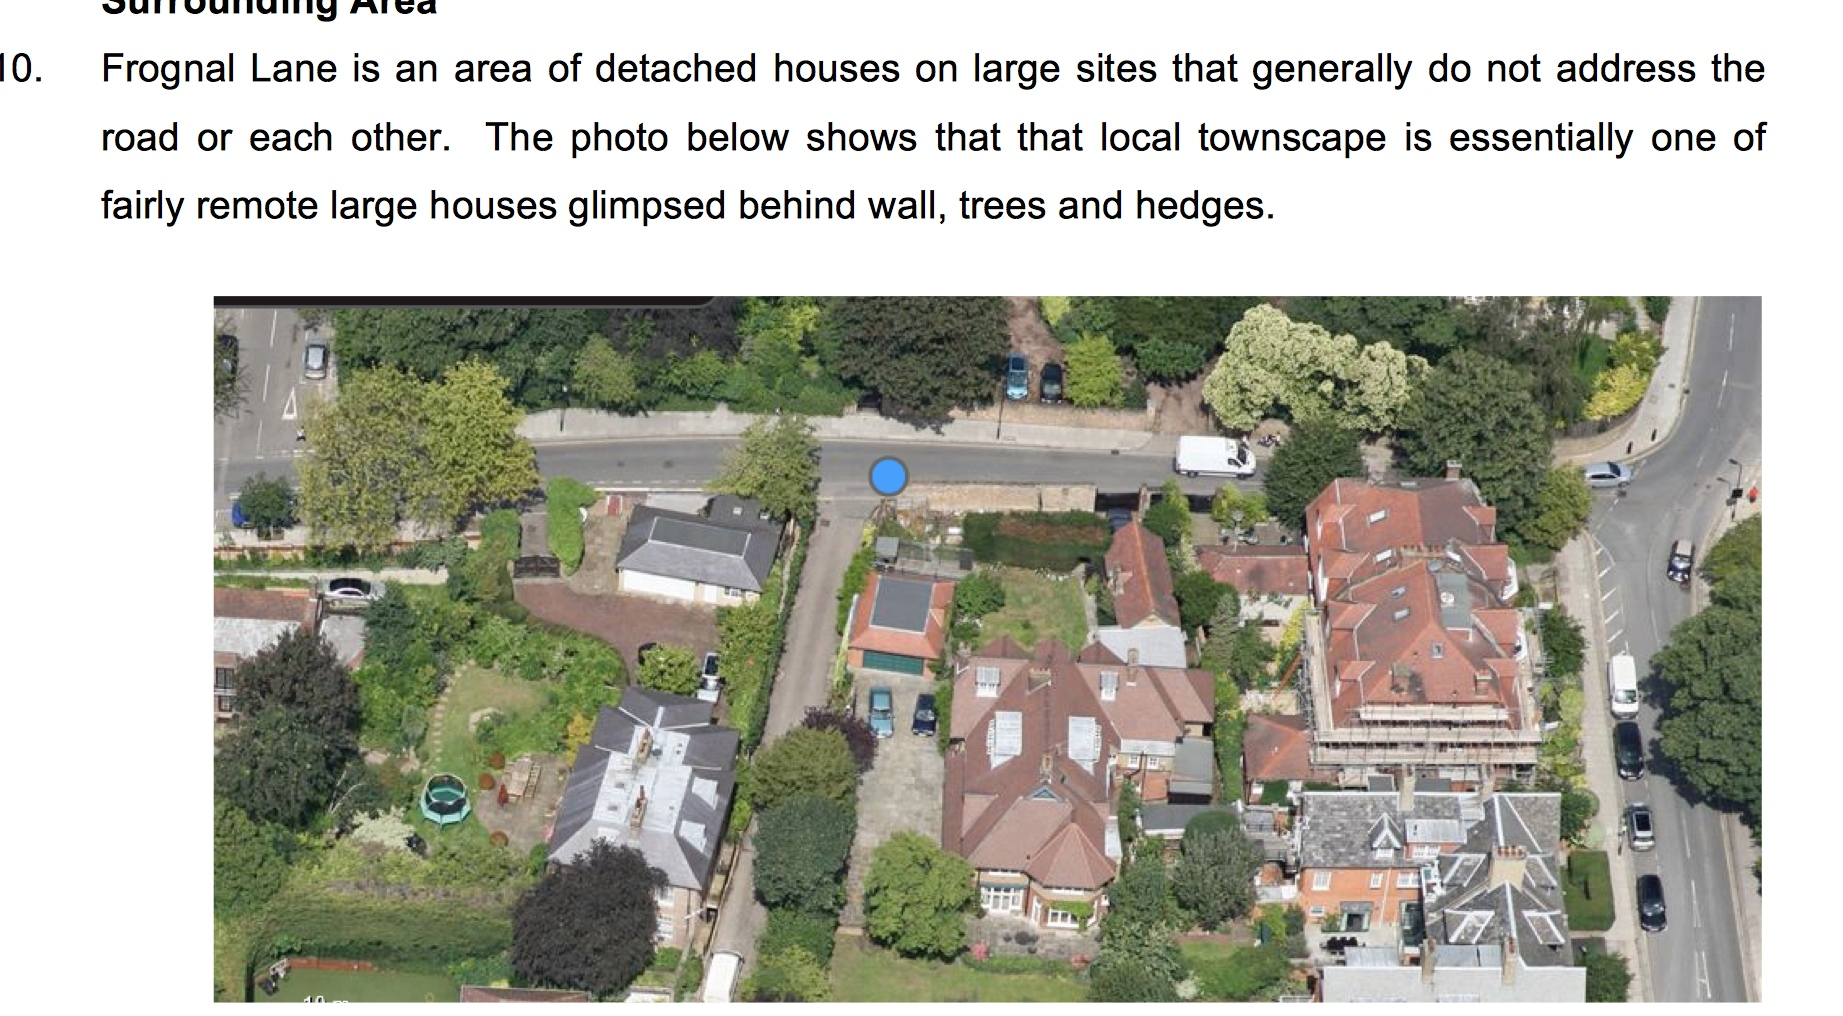 Surrounding Area
10. Frognal Lane is an area of detached houses on large sites that generally do not address the
road or each other. The photo below shows that that local townscape is essentially one of
fairly remote large houses glimpsed behind wall, trees and hedges.